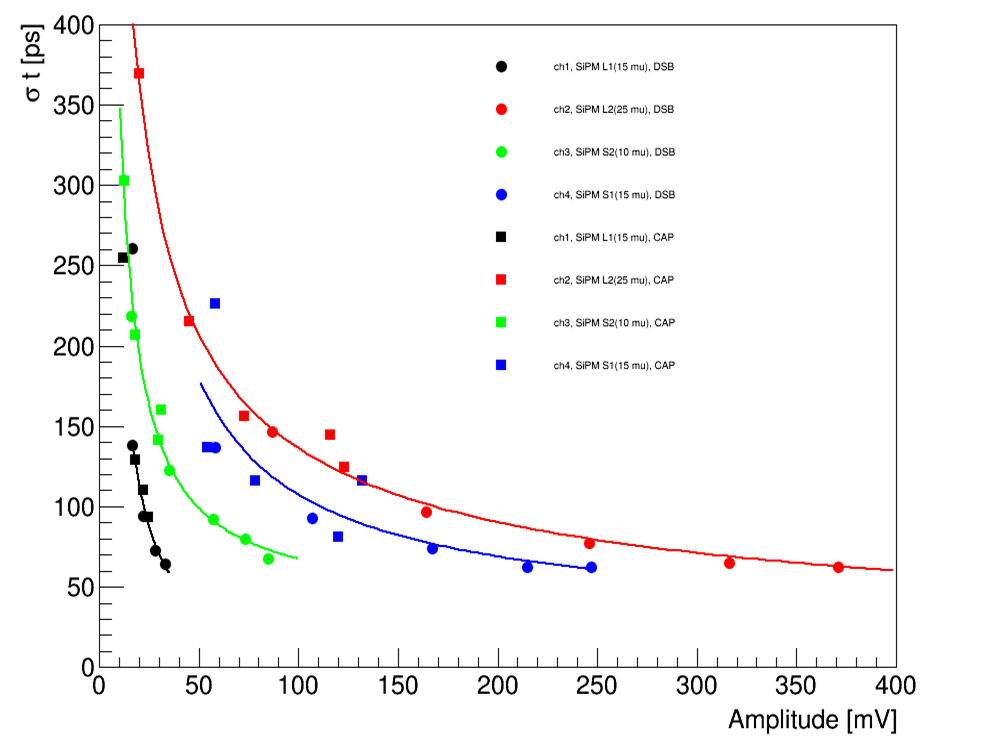 σ t [ps]
400
350
300
250
200
150
100
50
0
ch1, SiPM L1(15 mu), DSB
ch2, SiPM L2(25 mu), DSB
ch3, SiPM S2(10 mu), DSB
ch4, SiPM S1(15 mu), DSB
ch1, SiPM L1(15 mu), CAP
ch2, SiPM L2(25 mu), CAP
ch3, SiPM S2(10 mu), CAP
ch4, SiPM S1(15 mu), CAP
0 50 100 150 200 250 300 350 400
Amplitude [mV]